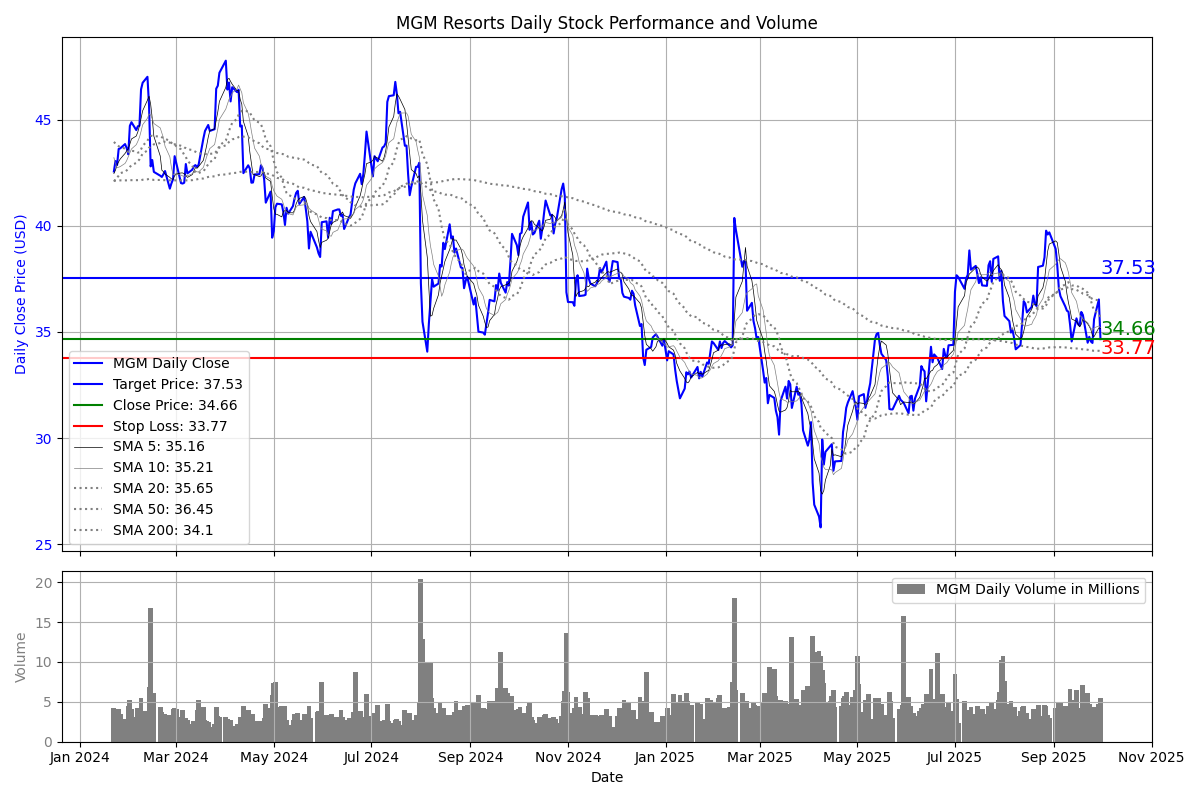 MGM Resorts Daily Stock Performance and Volume
Daily Close Price (USD)
45
40
35
30
25
37.53
34.66
33.77
MGM Daily Close
Target Price: 37.53
Close Price: 34.66
Stop Loss: 33.77
SMA 5: 35.16
SMA 10: 35.21
SMA 20: 35.65
SMA 50: 36.45
SMA 200: 34.1
Volume
20
15
10
5
0
MGM Daily Volume in Millions
Jan 2024 Mar 2024 May 2024 Jul 2024 Sep 2024 Nov 2024 Jan 2025 Mar 2025 May 2025 Jul 2025 Sep 2025 Nov 2025
Date